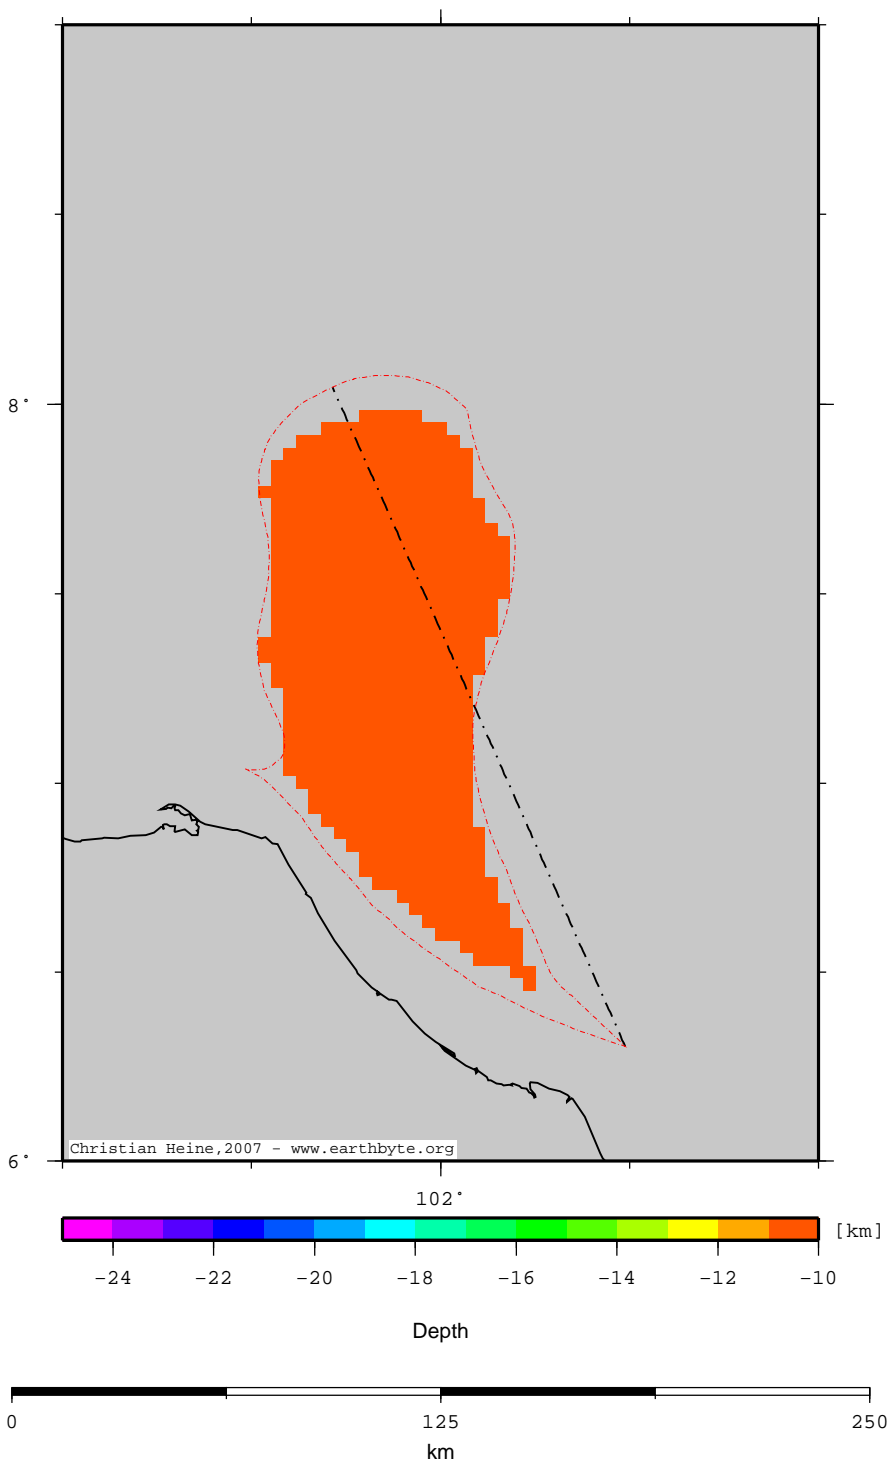 8°
6°
Christian Heine,2007 - www.earthbyte.org
102°
[km]
-24 -22 -20 -18 -16 -14 -12 -10
Depth
0 125 250
km